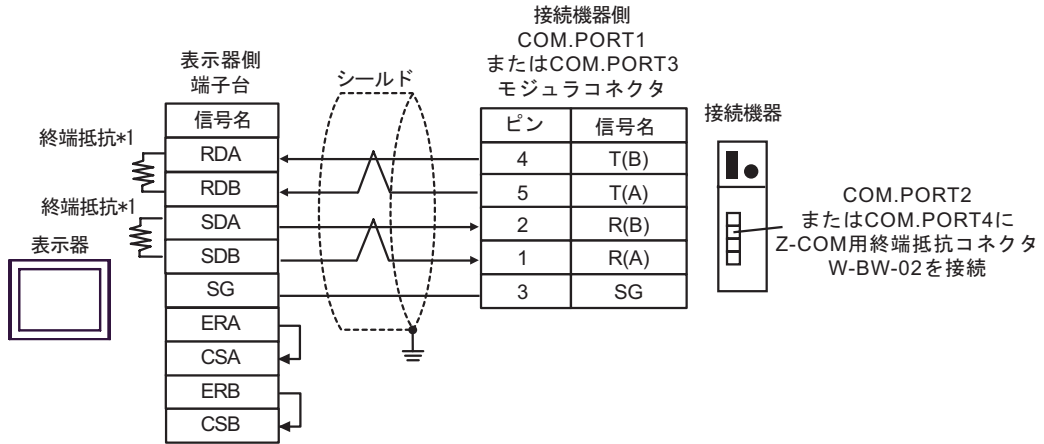 接続機器側
COM.PORT1
またはCOM.PORT3
モジュラコネクタ
表示器側
端子台
シールド
接続機器
信号名
ピン 信号名
終端抵抗*1
RDA
4 T(B)
RDB
5 T(A)
終端抵抗*1
SDA
2 R(B)
表示器
SDB
1 R(A)
SG
3 SG
ERA
CSA
ERB
CSB
COM.PORT2
またはCOM.PORT4に
Z-COM用終端抵抗コネクタ
W-BW-02を接続